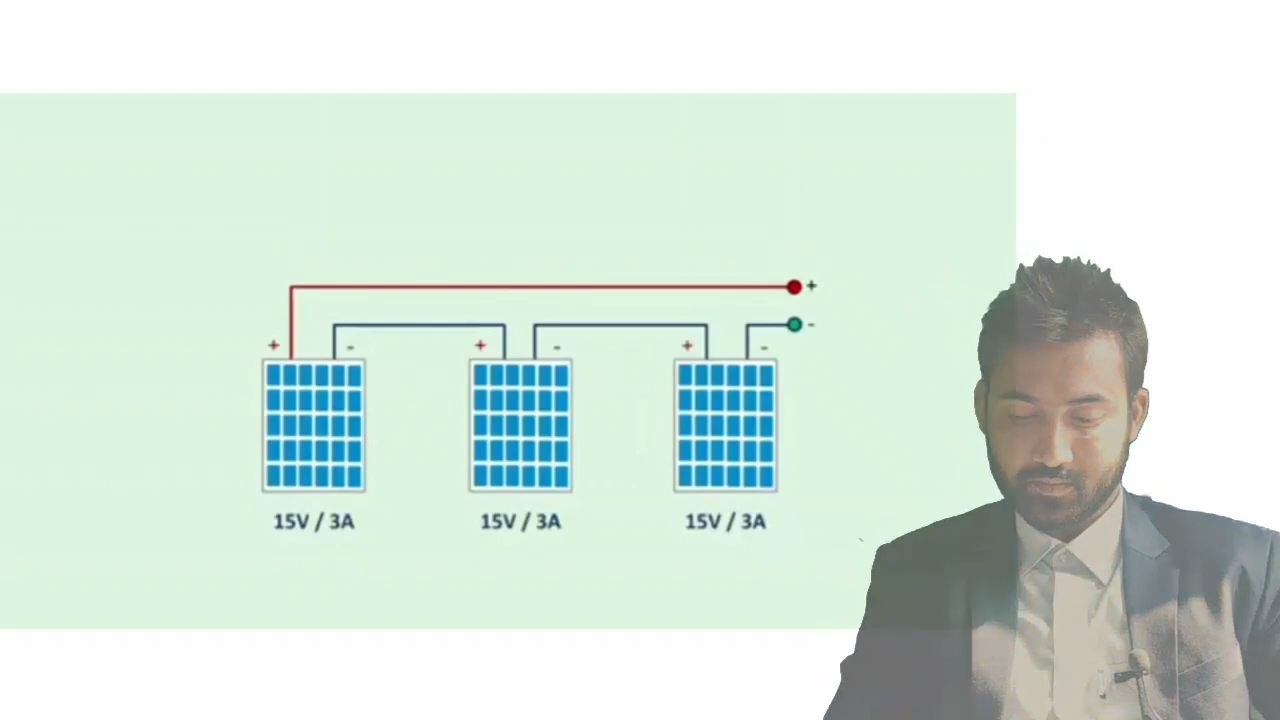 +
-
+ - + - + -
15V / 3A 15V / 3A 15V / 3A